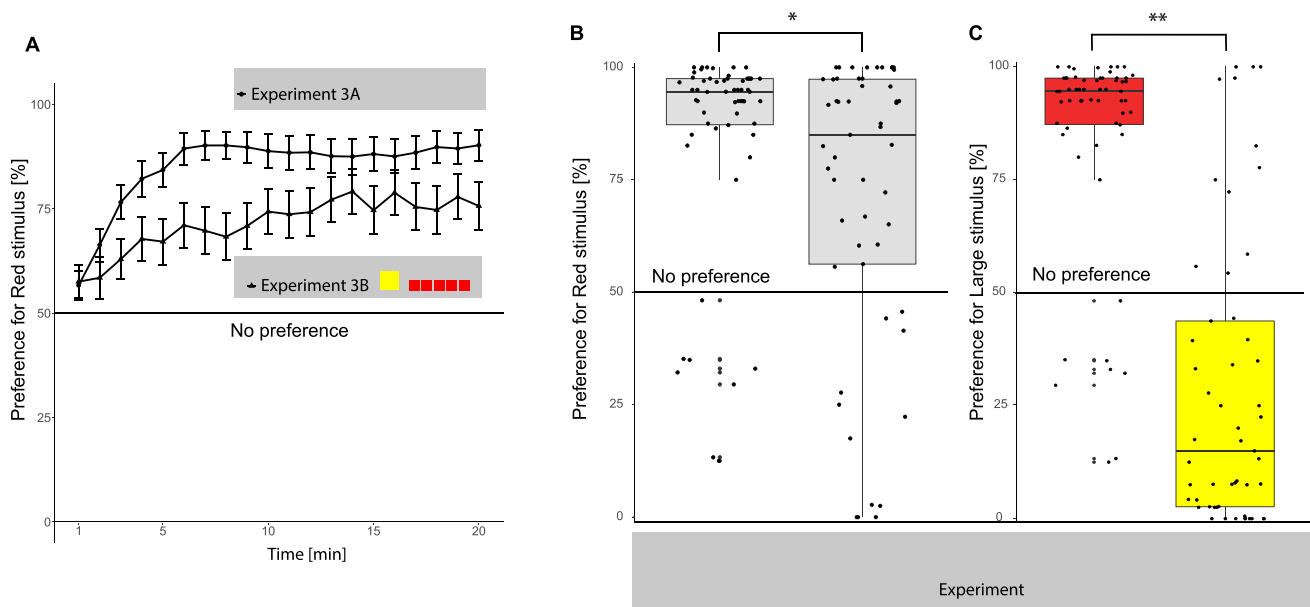 A
Preference for Red stimulus [%]
100
75
50
25
0
Experiment 3A
Experiment 3B
No preference
1
5
10
15
20
Time [min]
B
*
Preference for Red stimulus [%]
100
75
50
25
0
No preference
C
**
Preference for Large stimulus [%]
100
75
50
25
0
No preference
Experiment